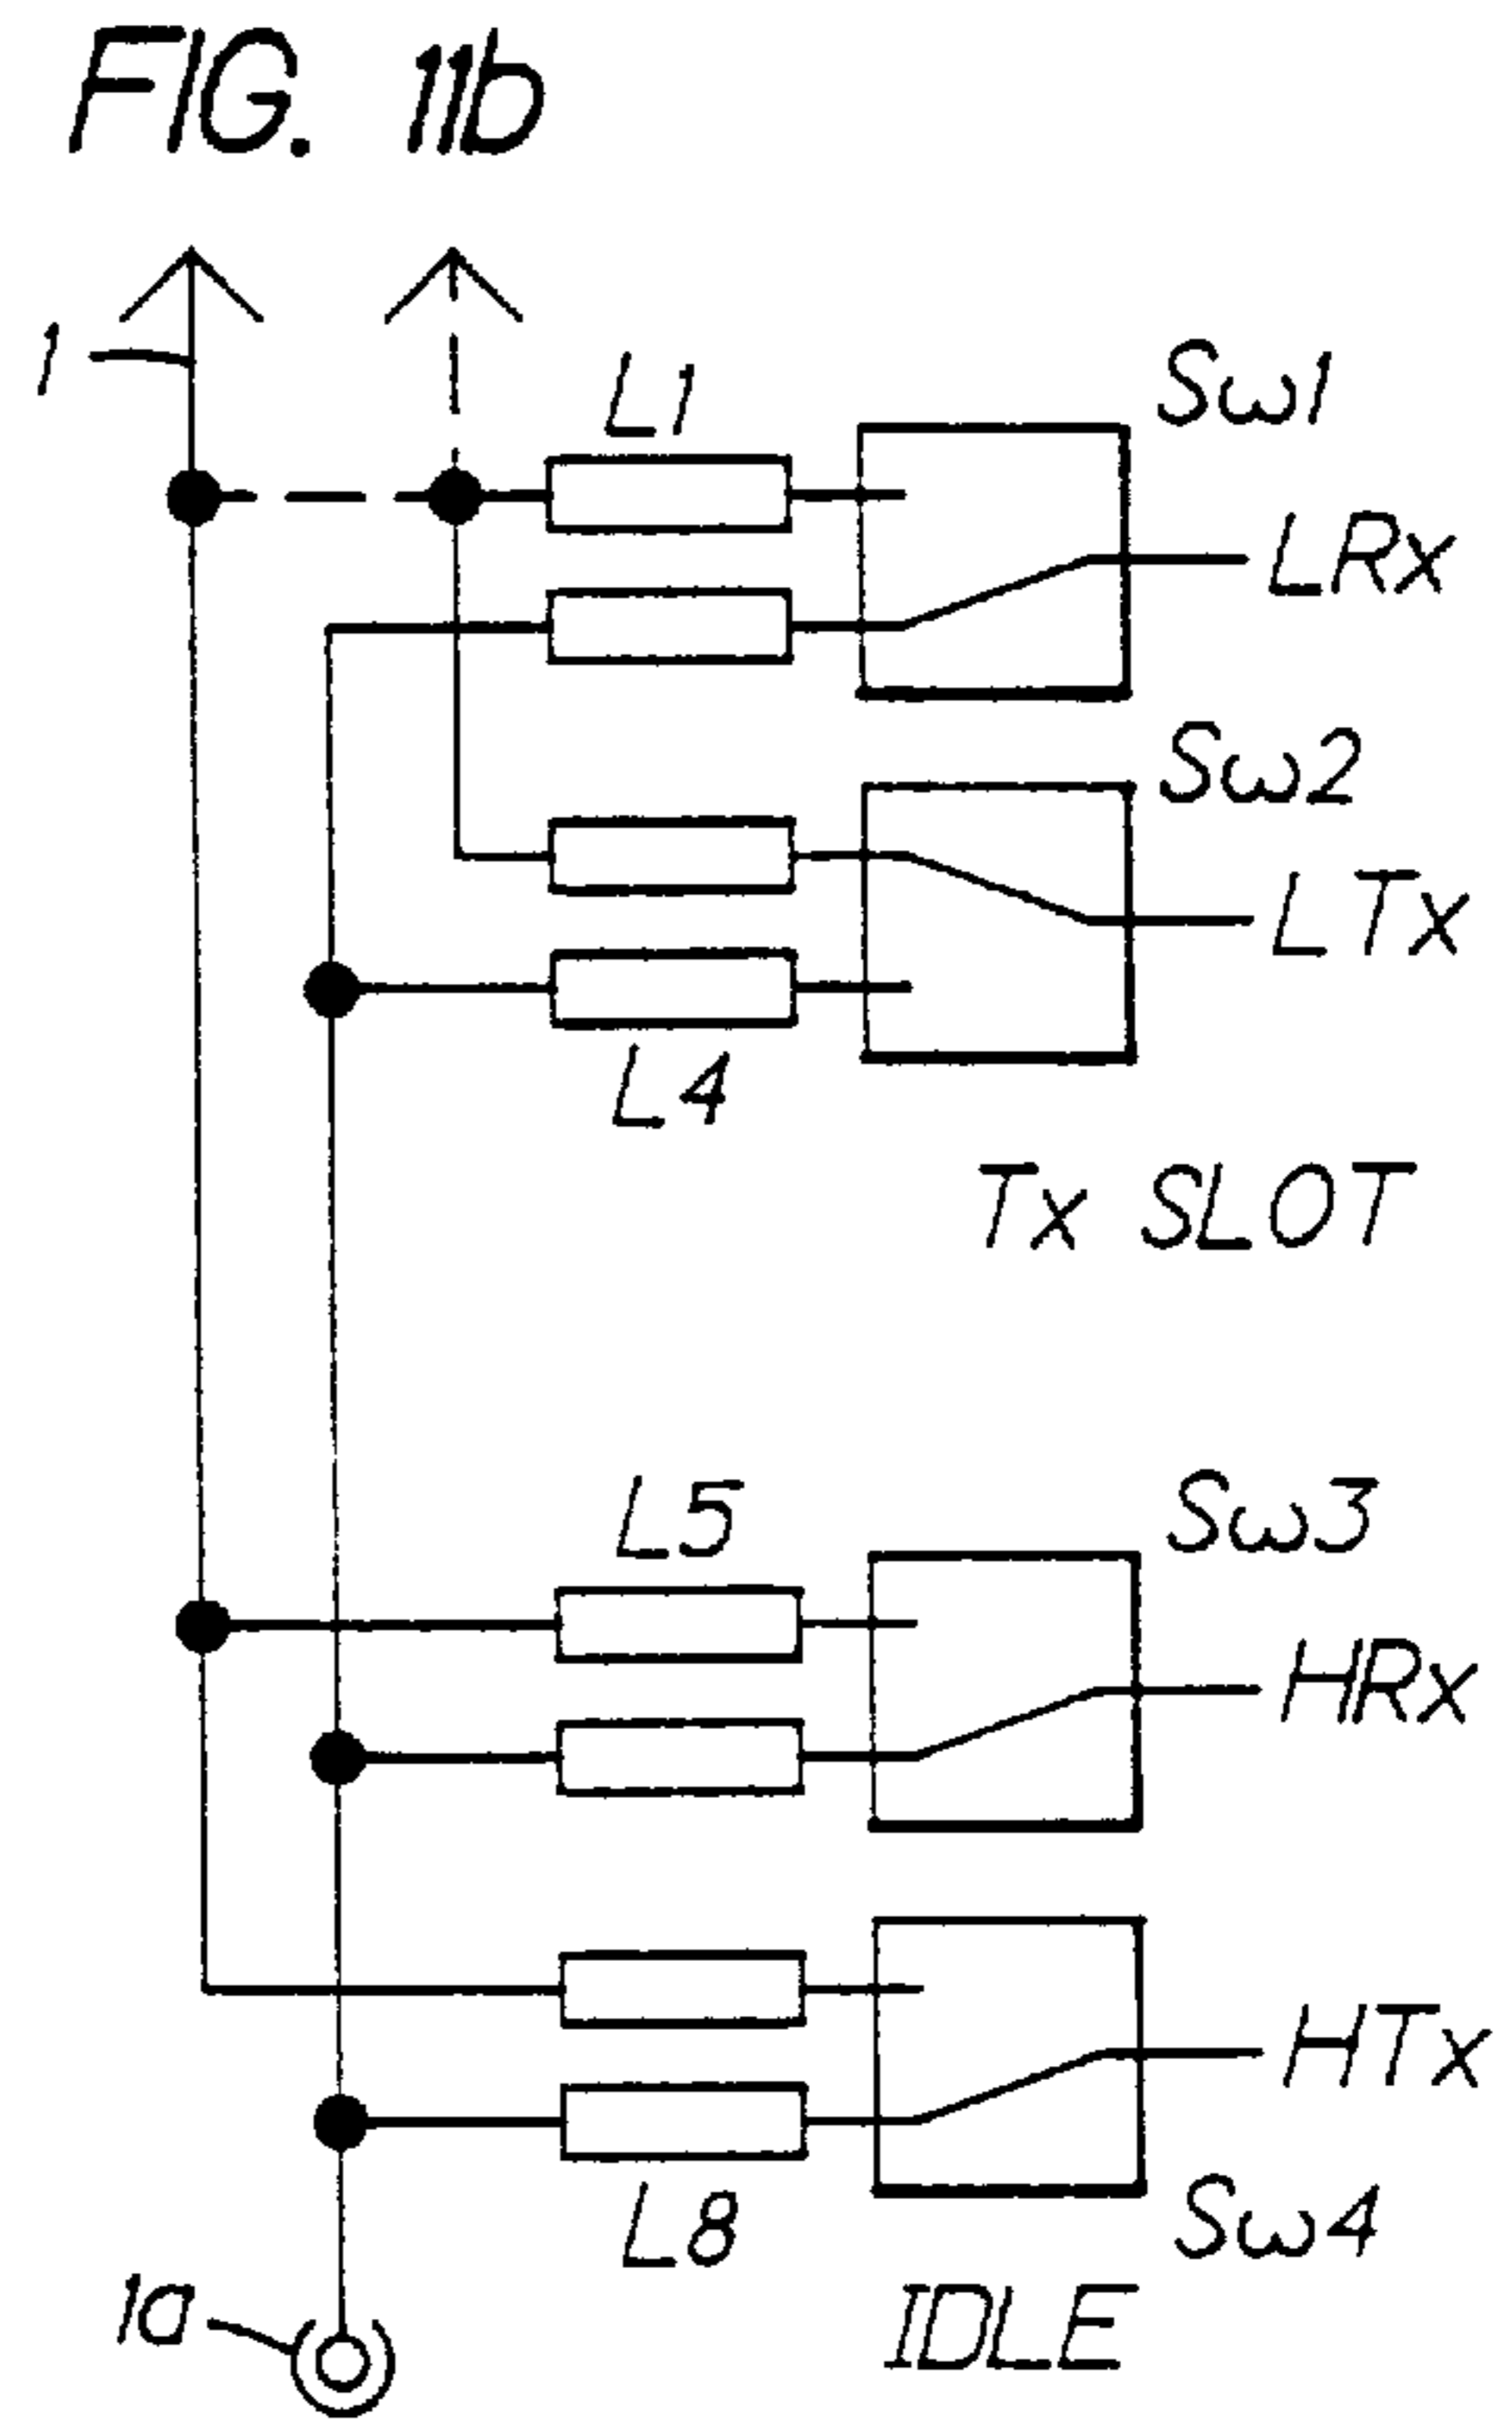 FIG. 11b
1
L1
Sw1
LRx
Sw2
LTx
L4
Tx SLOT
L5
Sw3
HRx
HTx
L8
Sw4
1a
IDLE